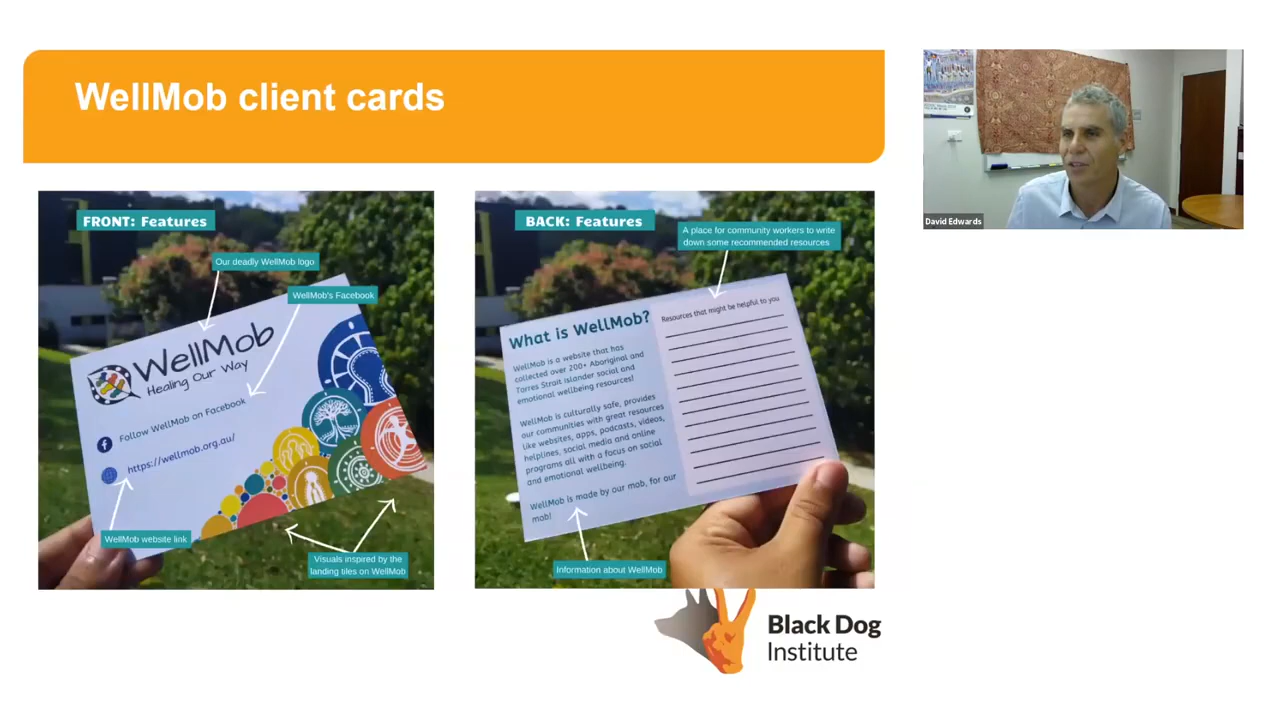 WellMob client cards
FRONT: Features
Our deadly WellMob logo
WellMob's Facebook
WellMob
Healing Our Way
Follow WellMob on Facebook
https://wellmob.org.au/
WellMob website link
Visuals inspired by the
landing tiles on WellMob
BACK: Features
A place for community workers to write
down some recommended resources
What is WellMob?
WellMob is a website that has
collected over 200+ Aboriginal and
Torres Strait Islander social and
emotional wellbeing resources!
WellMob is culturally safe, provides
our communities with great resources
like websites, apps, podcasts, videos,
helplines, social media and online
programs all with a focus on social
and emotional wellbeing.
WellMob is made by our mob, for our
mob!
Resources that might be helpful to you
Information about WellMob
Black Dog
Institute
David Edwards